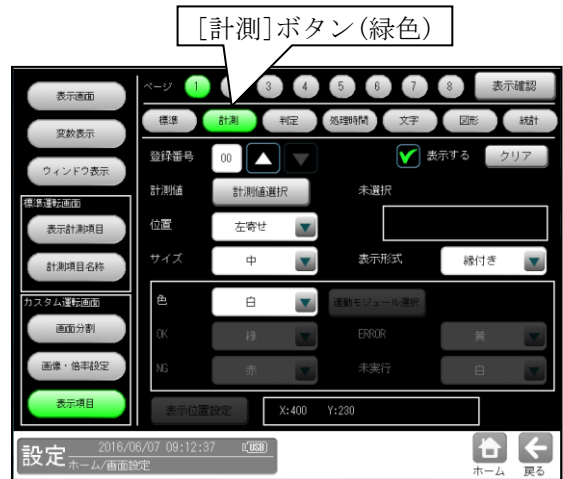 [計測]ボタン(緑色)
表示画面
変数表示
ウィンドウ表示
標準運転画面
表示計測項目
計測項目名称
カスタム運転画面
画面分割
画像・倍率設定
表示項目
ページ 1 3 4 5 6 7 8 表示確認
標準 計測 判定 処理時間 文字 図形 統計
登録番号 00 表示する クリア
計測値 計測値選択 未選択
位置 左寄せ
サイズ 中 表示形式 縁付き
色 白 連動モジュール選択
OK 緑 ERROR 黄
NG 赤 未実行 白
表示位置設定 X:400 Y:230
設定 2016/06/07 09:12:37 USB
ホーム/画面設定
ホーム 戻る